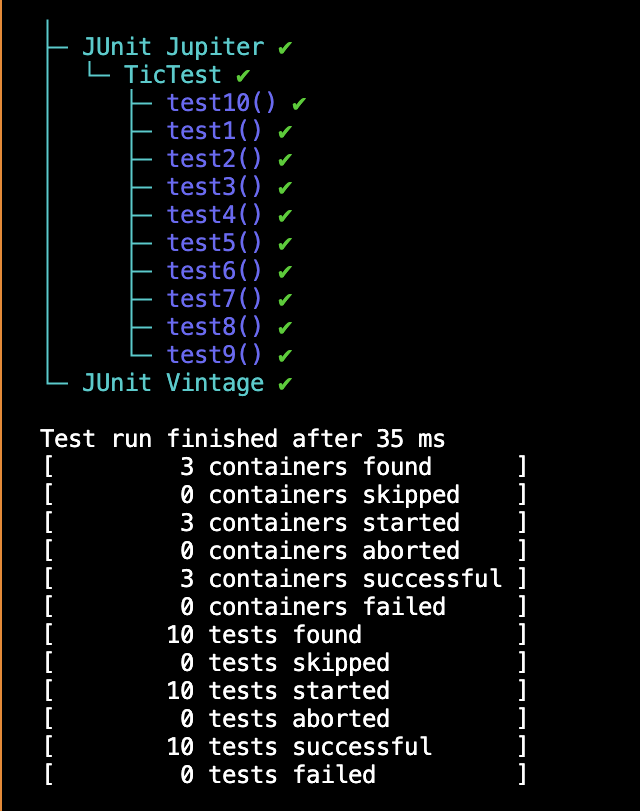 ├─ JUnit Jupiter ✔
│  └─ TicTest ✔
│     ├─ test10() ✔
│     ├─ test1() ✔
│     ├─ test2() ✔
│     ├─ test3() ✔
│     ├─ test4() ✔
│     ├─ test5() ✔
│     ├─ test6() ✔
│     ├─ test7() ✔
│     ├─ test8() ✔
│     └─ test9() ✔
└─ JUnit Vintage ✔

Test run finished after 35 ms
[         3 containers found      ]
[         0 containers skipped    ]
[         3 containers started    ]
[         0 containers aborted    ]
[         3 containers successful ]
[         0 containers failed     ]
[        10 tests found           ]
[         0 tests skipped         ]
[        10 tests started         ]
[         0 tests aborted         ]
[        10 tests successful      ]
[         0 tests failed          ]